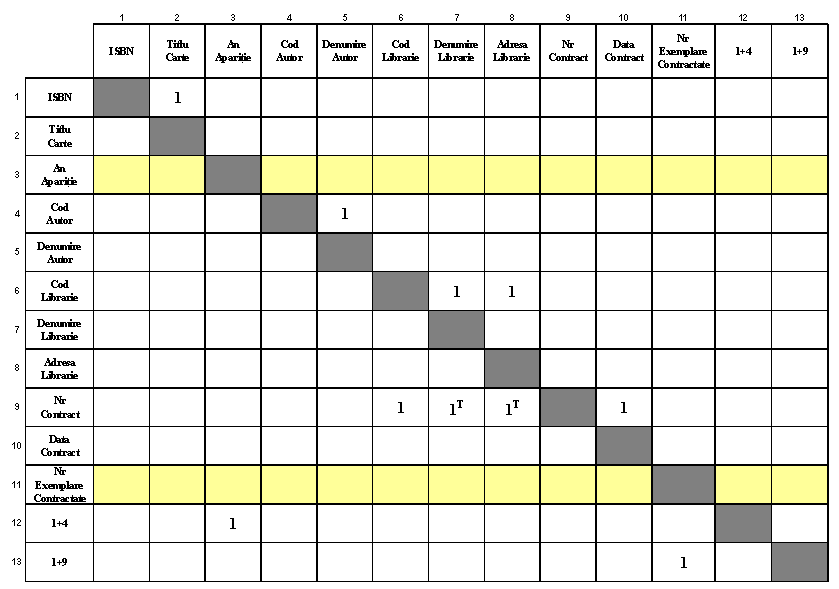 1 2 3 4 5 6 7 8 9 10 11 12 13
ISBN
Titlu
Carte
An
Apariție
Cod
Autor
Denumire
Autor
Cod
Librarie
Denumire
Librarie
Adresa
Librarie
Nr
Contract
Data
Contract
Nr
Exemplare
Contractate
1+4
1+9
1 ISBN 1
2 Titlu
Carte
3 An
Apariție
4 Cod
Autor 1
5 Denumire
Autor
6 Cod
Librarie 1 1
7 Denumire
Librarie
8 Adresa
Librarie
9 Nr
Contract 1 1ᵀ 1ᵀ 1
10 Data
Contract
11 Nr
Exemplare
Contractate
12 1+4 1
13 1+9 1